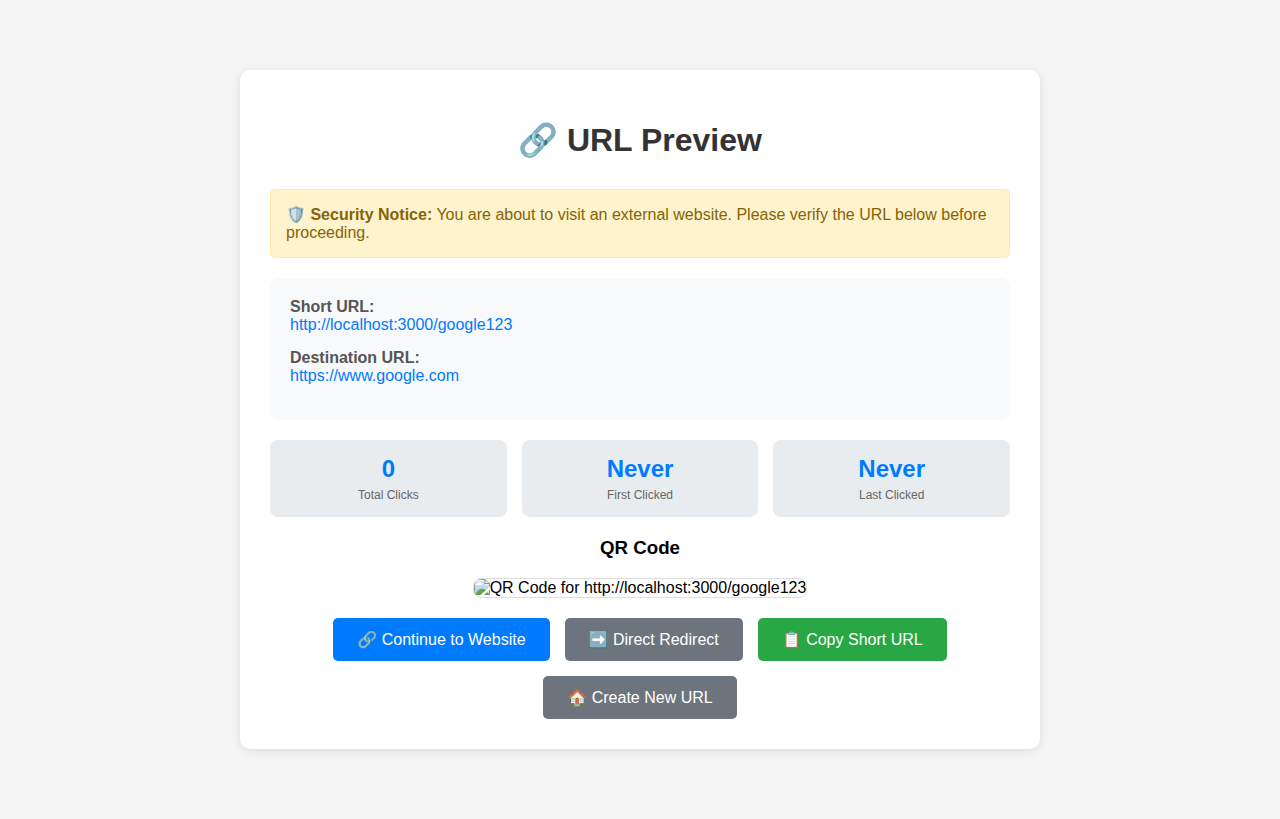 🔗 URL Preview
🛡️ Security Notice: You are about to visit an external website. Please verify the URL below before
proceeding.
Short URL:
http://localhost:3000/google123
Destination URL:
https://www.google.com
0
Total Clicks
Never
First Clicked
Never
Last Clicked
QR Code
QR Code for http://localhost:3000/google123
🔗 Continue to Website
➡️ Direct Redirect
📋 Copy Short URL
🏠 Create New URL